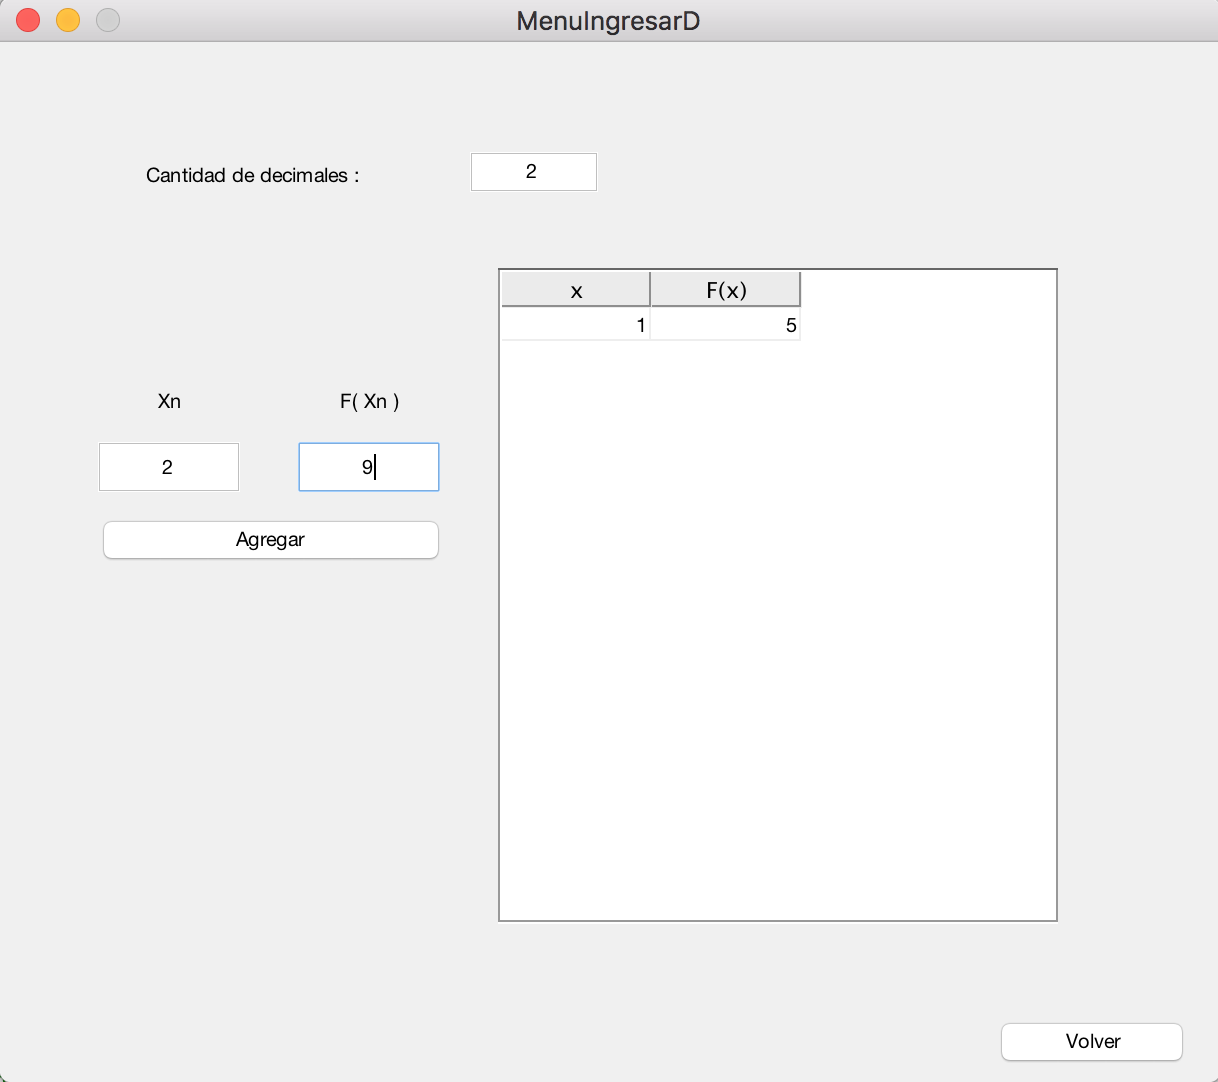 MenuIngresarD
Cantidad de decimales :
2
x F(x)
1 5
Xn F( Xn )
2 9
Agregar
Volver